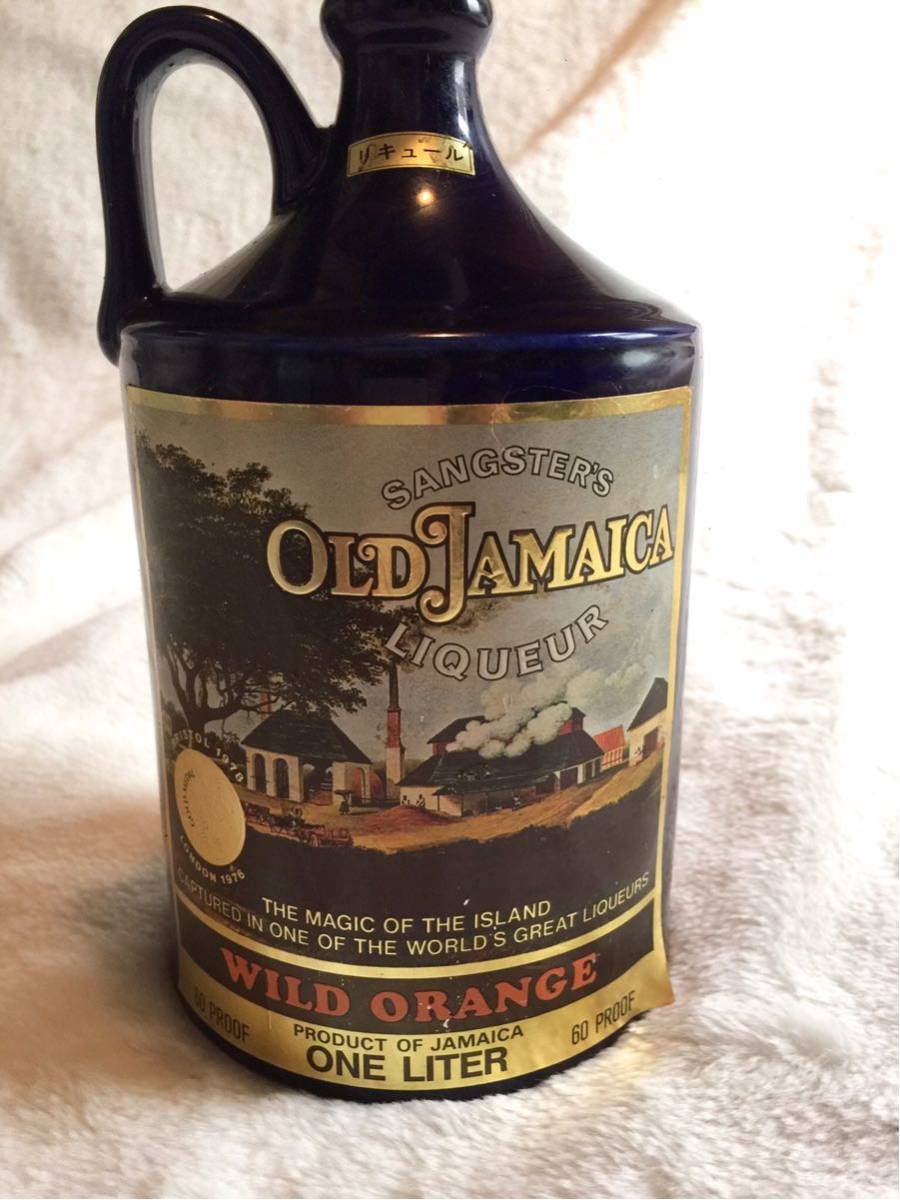 リキュール
SANGSTER'S
OLD JAMAICA
LIQUEUR
BRISTOL 1978
LONDON 1976
THE MAGIC OF THE ISLAND
CAPTURED IN ONE OF THE WORLD'S GREAT LIQUEURS
WILD ORANGE
60 PROOF
PRODUCT OF JAMAICA
60 PROOF
ONE LITER